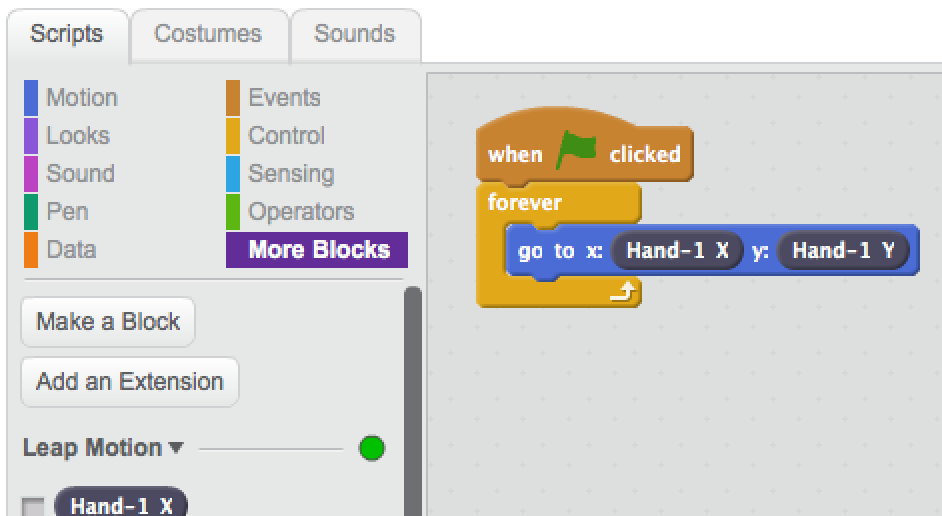 Scripts Costumes Sounds
Motion Events
Looks Control
Sound Sensing
Pen Operators
Data More Blocks
Make a Block
Add an Extension
Leap Motion
Hand-1 X
when clicked
forever
go to x: Hand-1 X y: Hand-1 Y